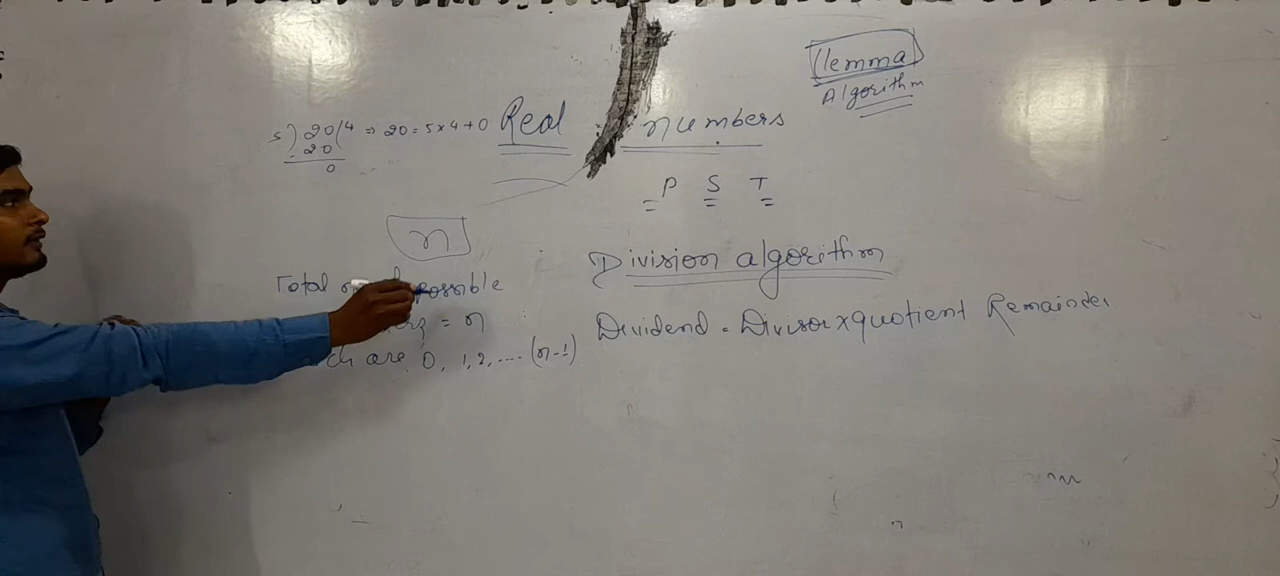 (lemma)
Algorithm
Real numbers
5) 20 (4 ⇒ 20 = 5 x 4 + 0
20
0
P S T
n
Division algorithm
Total possible
= n
are 0, 1, 2, .... (n-1)
Dividend = Divisor x quotient Remainder